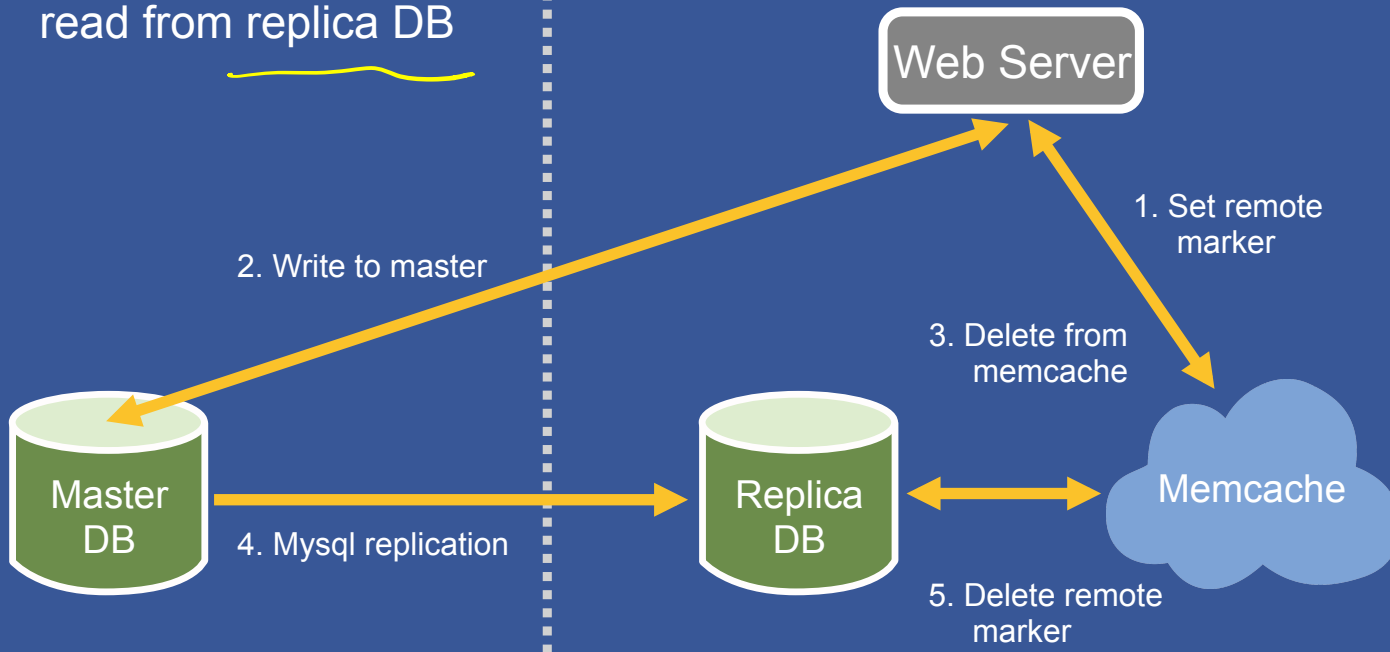 read from replica DB
Web Server
1. Set remote
marker
2. Write to master
3. Delete from
memcache
Master
DB
Replica
DB
Memcache
4. Mysql replication
5. Delete remote
marker